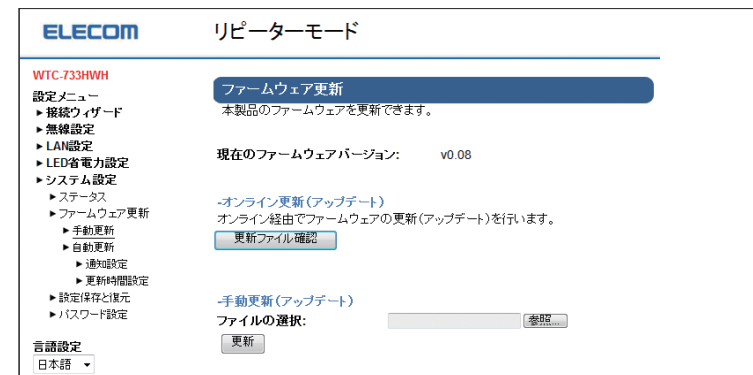 ELECOM
リピーターモード
WTC-733HWH
設定メニュー
▶接続ウィザード
▶無線設定
▶LAN設定
▶LED省電力設定
▶システム設定
▶ステータス
▶ファームウェア更新
▶手動更新
▶自動更新
▶通知設定
▶更新時間設定
▶設定保存と復元
▶パスワード設定
言語設定
日本語
ファームウェア更新
本製品のファームウェアを更新できます。
現在のファームウェアバージョン: v0.08
-オンライン更新(アップデート)
オンライン経由でファームウェアの更新(アップデート)を行います。
更新ファイル確認
-手動更新(アップデート)
ファイルの選択: 参照...
更新